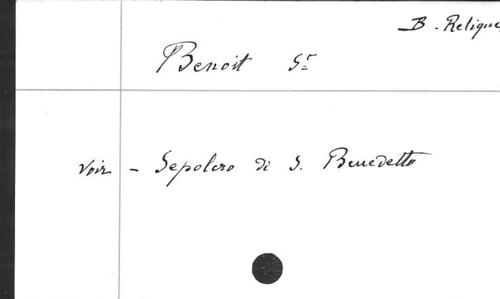 B. Relique
Benoit St
Voir - Sepolcro di S. Benedetto